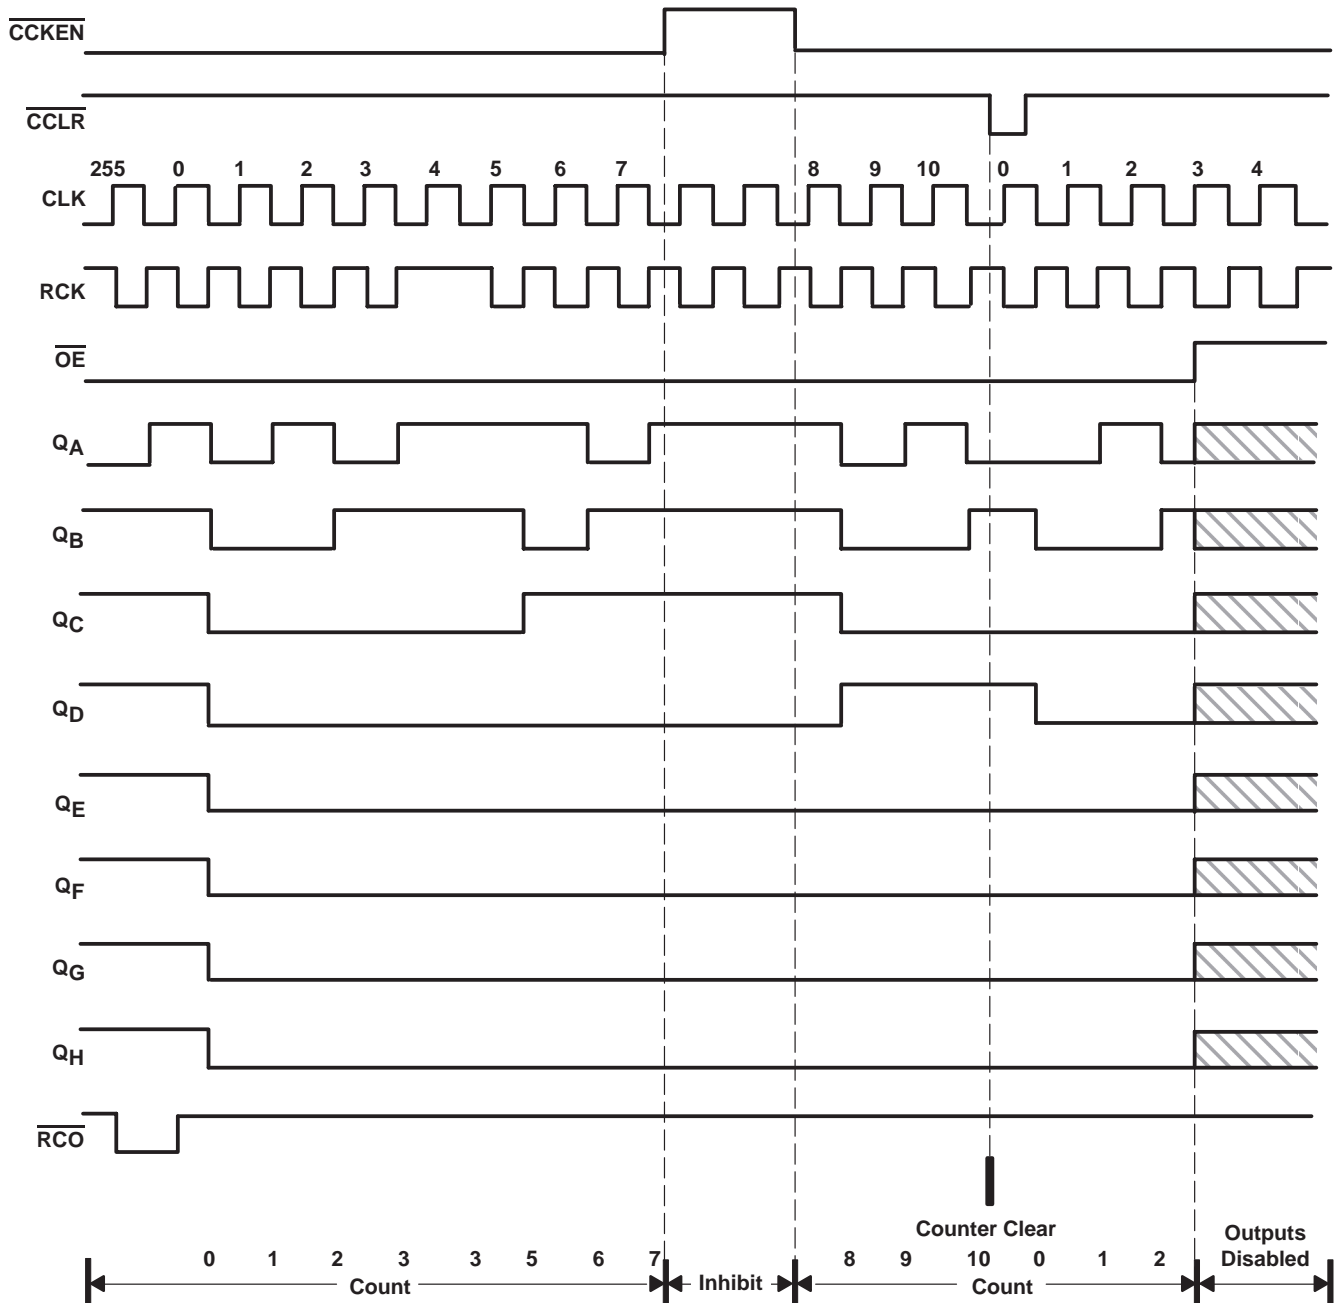 CCKEN
CCLR
255 0 1 2 3 4 5 6 7 8 9 10 0 1 2 3 4
CLK
RCK
OE
QA
QB
QC
QD
QE
QF
QG
QH
RCO
Counter Clear
Outputs
Disabled
0 1 2 3 3 5 6 7 8 9 10 0 1 2
Count Inhibit Count